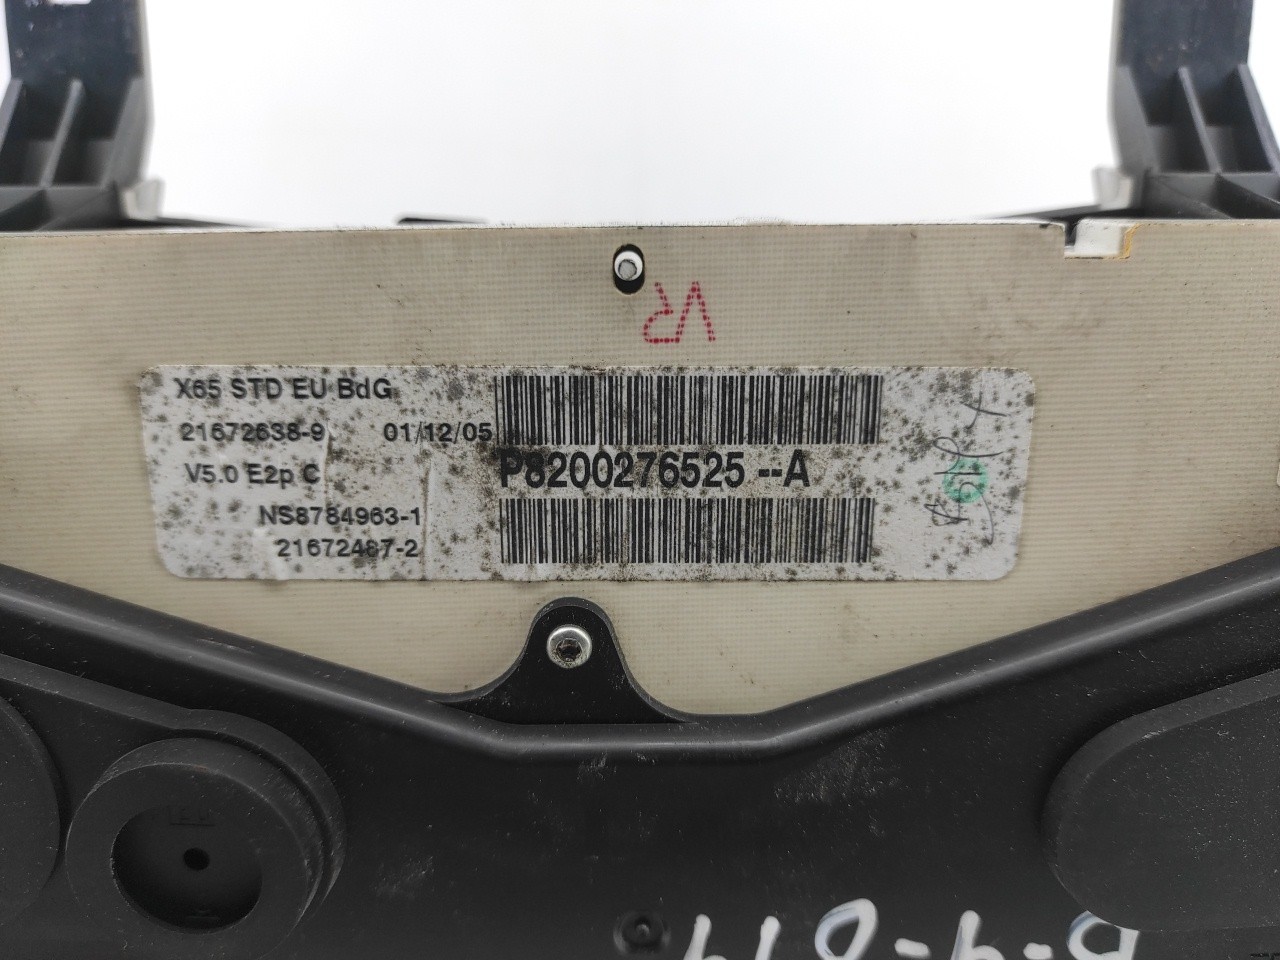 VR
X65 STD EU BdG
21672638-9 01/12/05
V5.0 E2p C
P8200276525 --A
NS8784963-1
21672487-2